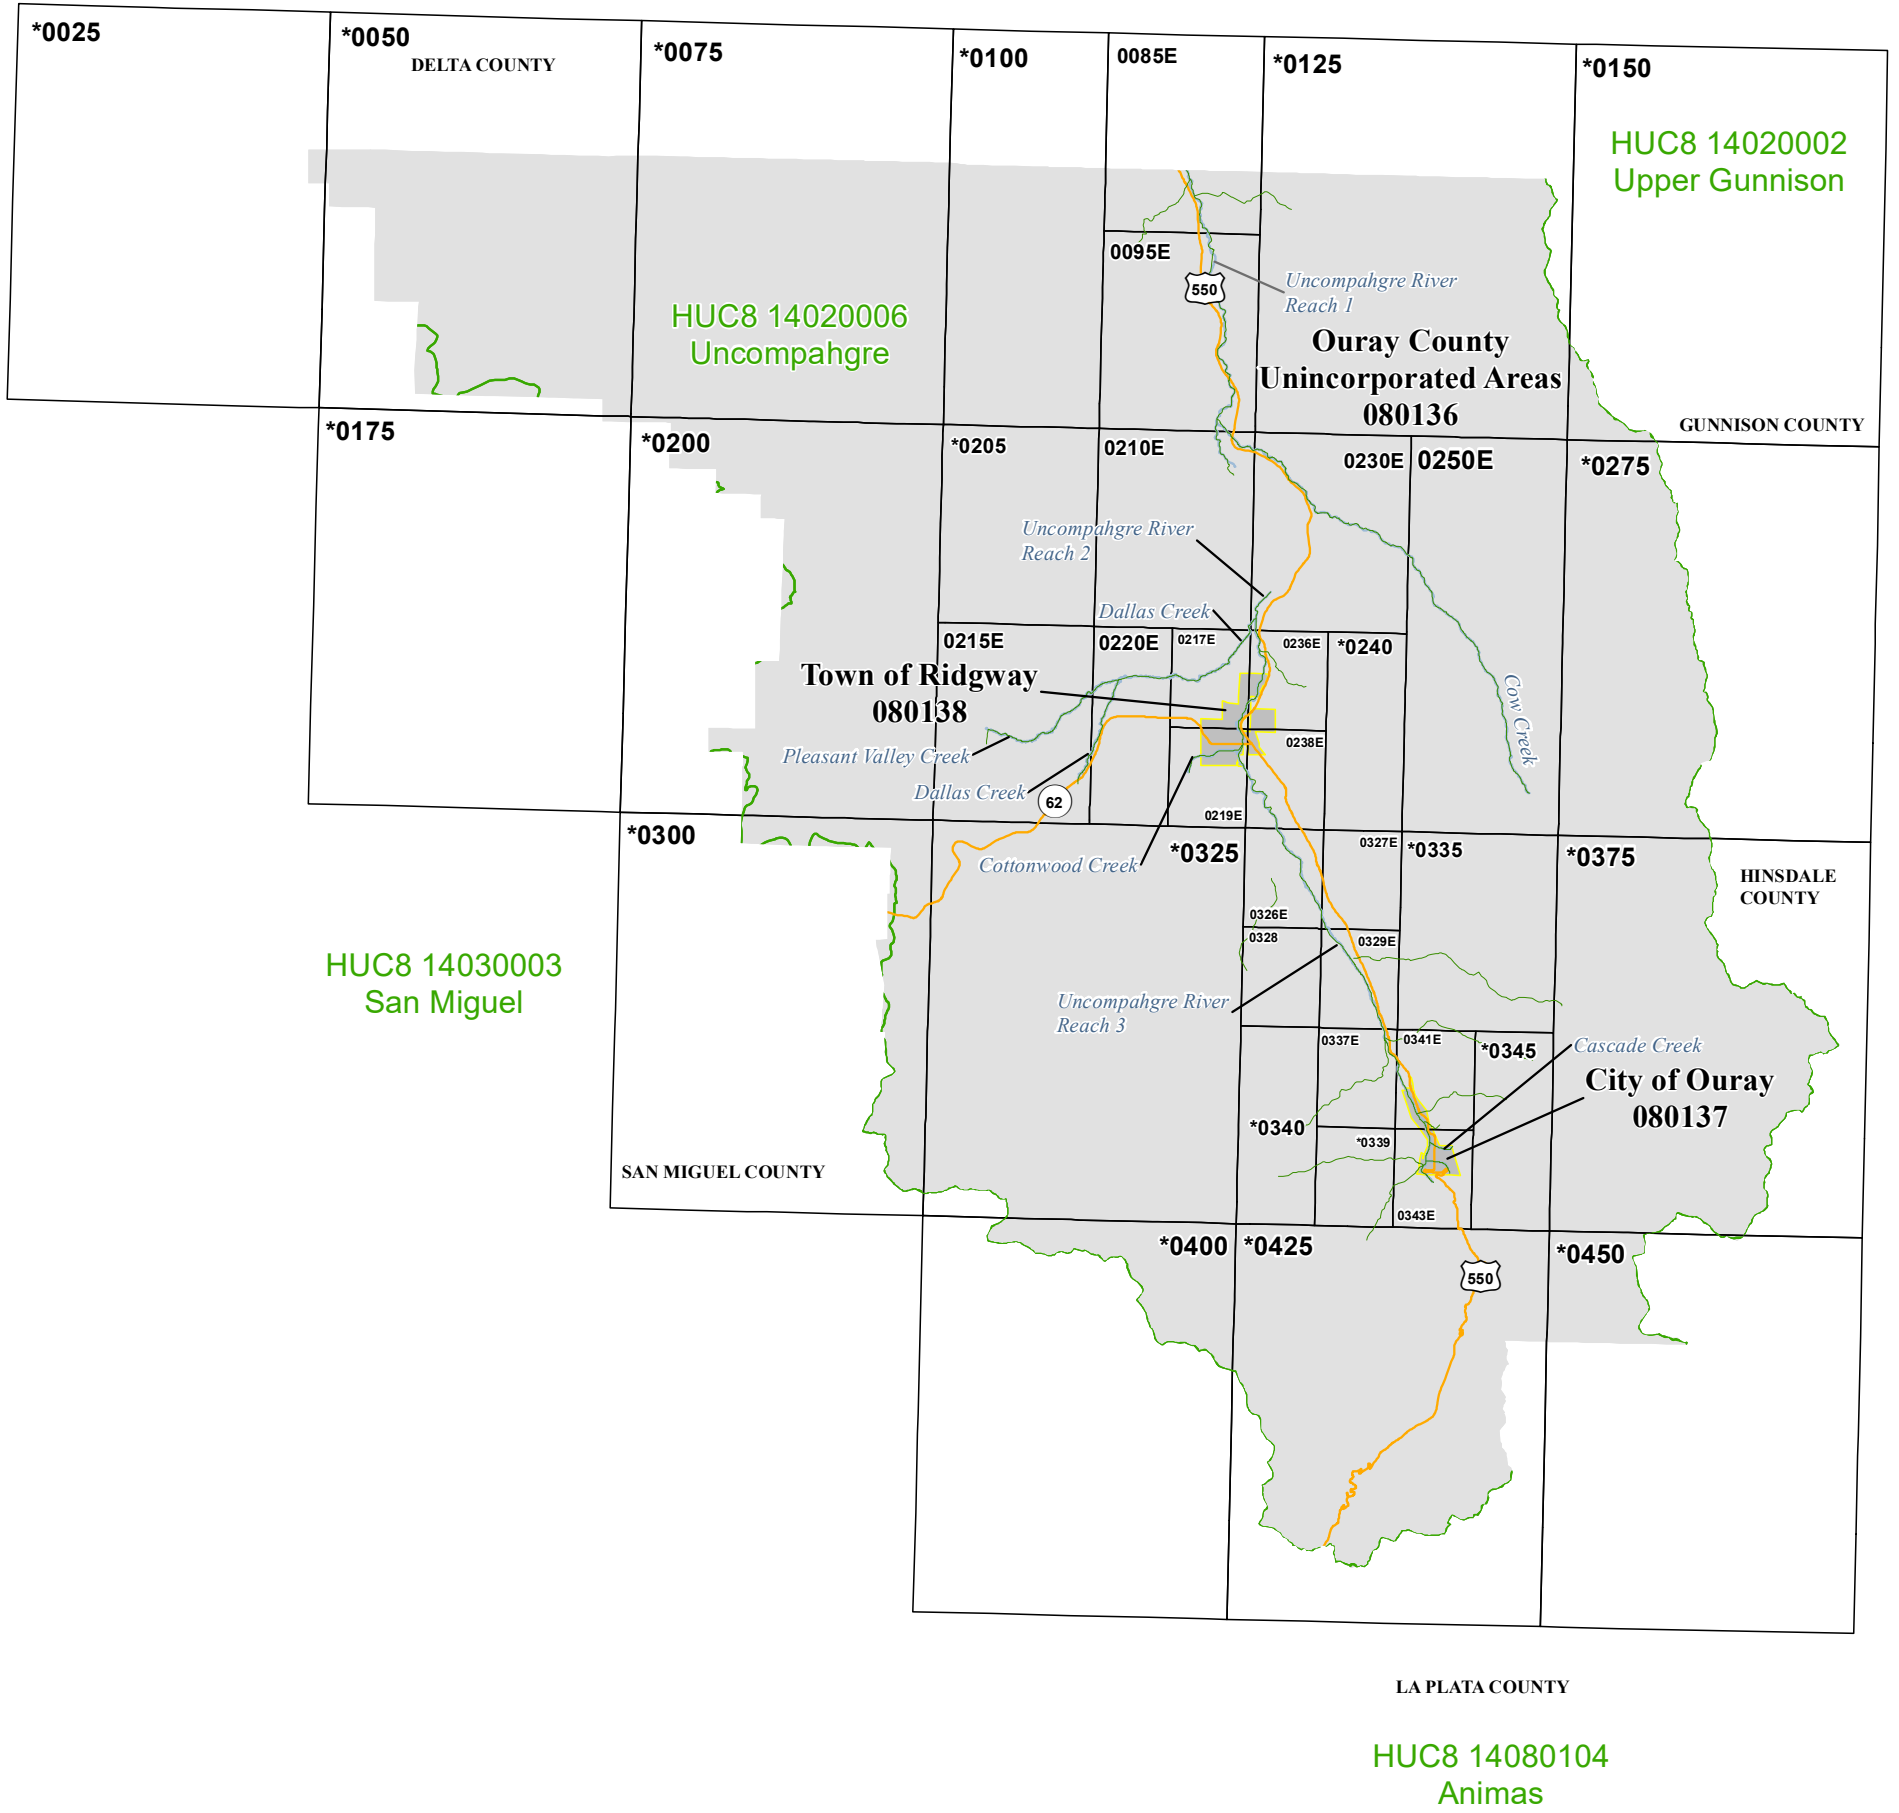 *0025
*0050
DELTA COUNTY
*0075
*0100
0085E
*0125
*0150
HUC8 14020002
Upper Gunnison
0095E
550
Uncompahgre River
Reach 1
HUC8 14020006
Uncompahgre
Ouray County
Unincorporated Areas
080136
GUNNISON COUNTY
*0175
*0200
*0205
0210E
0230E
0250E
*0275
Uncompahgre River
Reach 2
Dallas Creek
0215E
0220E
0217E
0236E
*0240
Town of Ridgway
080138
Cow Creek
Pleasant Valley Creek
0238E
Dallas Creek
62
0219E
*0300
Cottonwood Creek
*0325
0327E
*0335
*0375
HINSDALE
COUNTY
0326E
0328
0329E
HUC8 14030003
San Miguel
Uncompahgre River
Reach 3
0337E
0341E
*0345
Cascade Creek
City of Ouray
080137
*0340
*0339
SAN MIGUEL COUNTY
0343E
*0400
*0425
*0450
550
LA PLATA COUNTY
HUC8 14080104
Animas